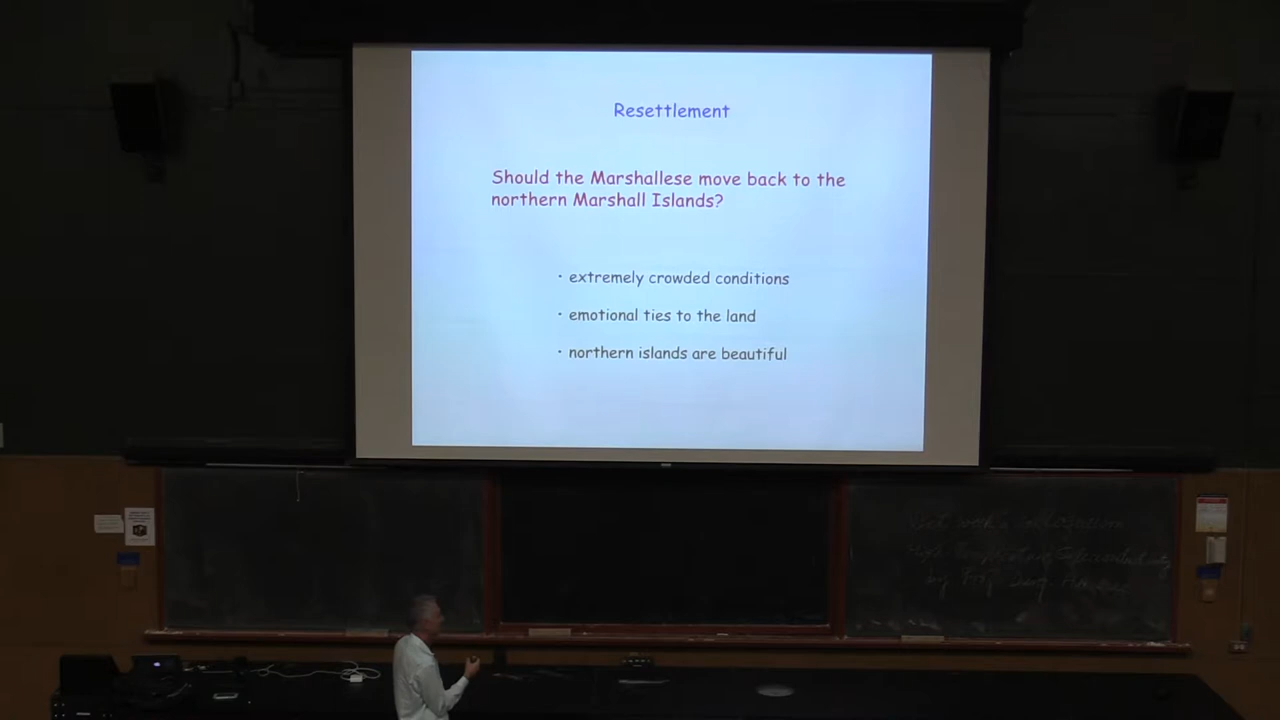 Resettlement
Should the Marshallese move back to the
northern Marshall Islands?
· extremely crowded conditions
· emotional ties to the land
· northern islands are beautiful